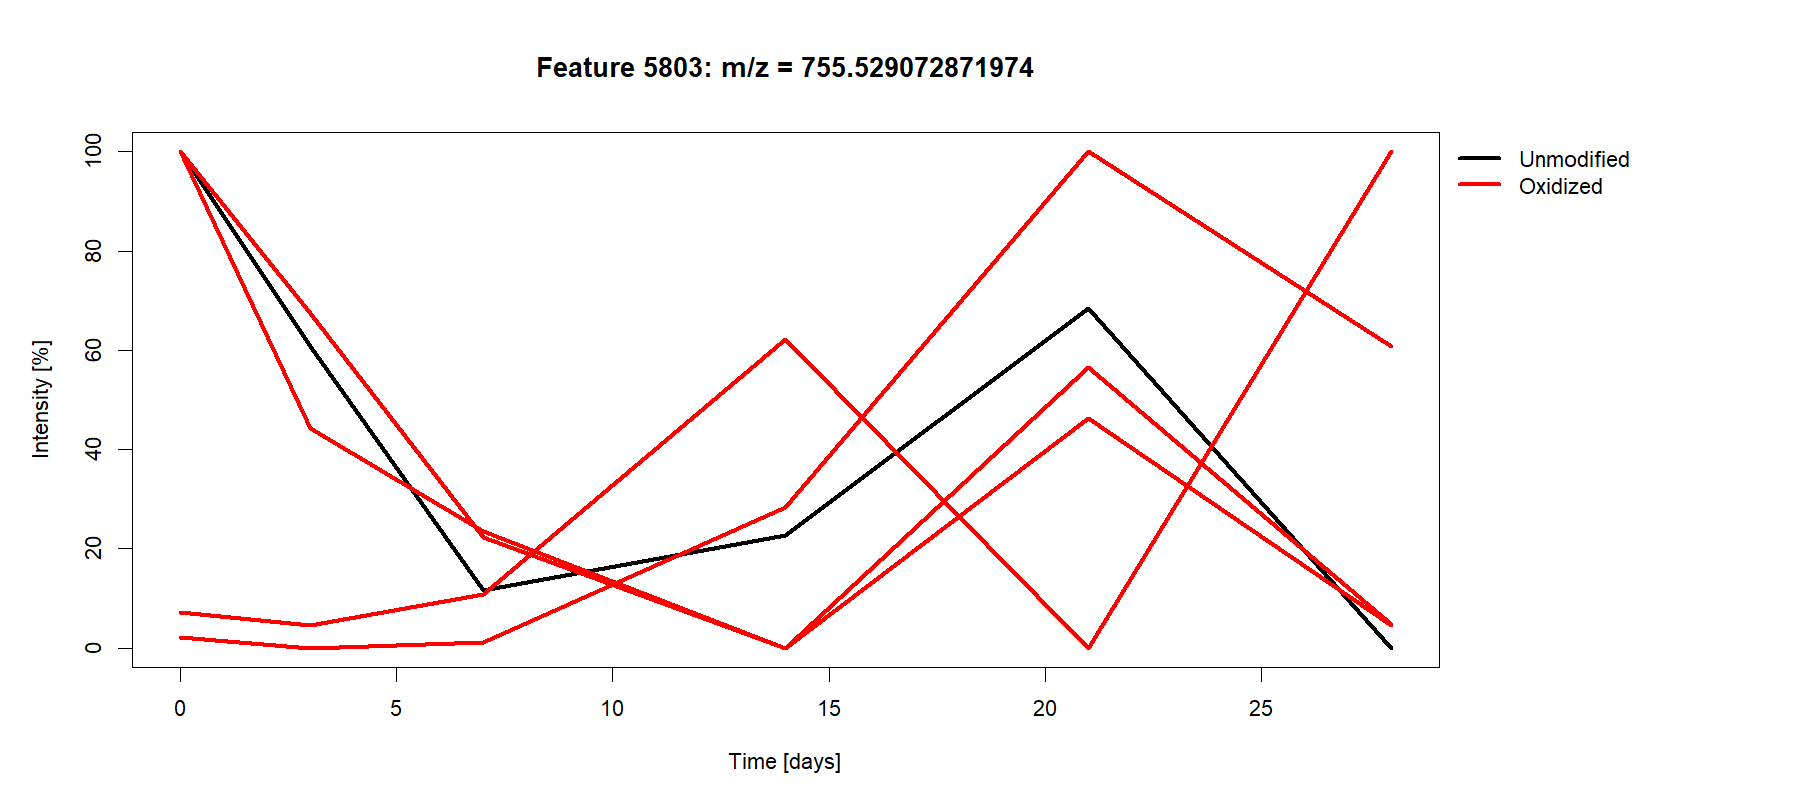 Feature 5803: m/z = 755.529072871974
Unmodified
Oxidized
100
80
60
40
20
0
Intensity [%]
0 5 10 15 20 25
Time [days]